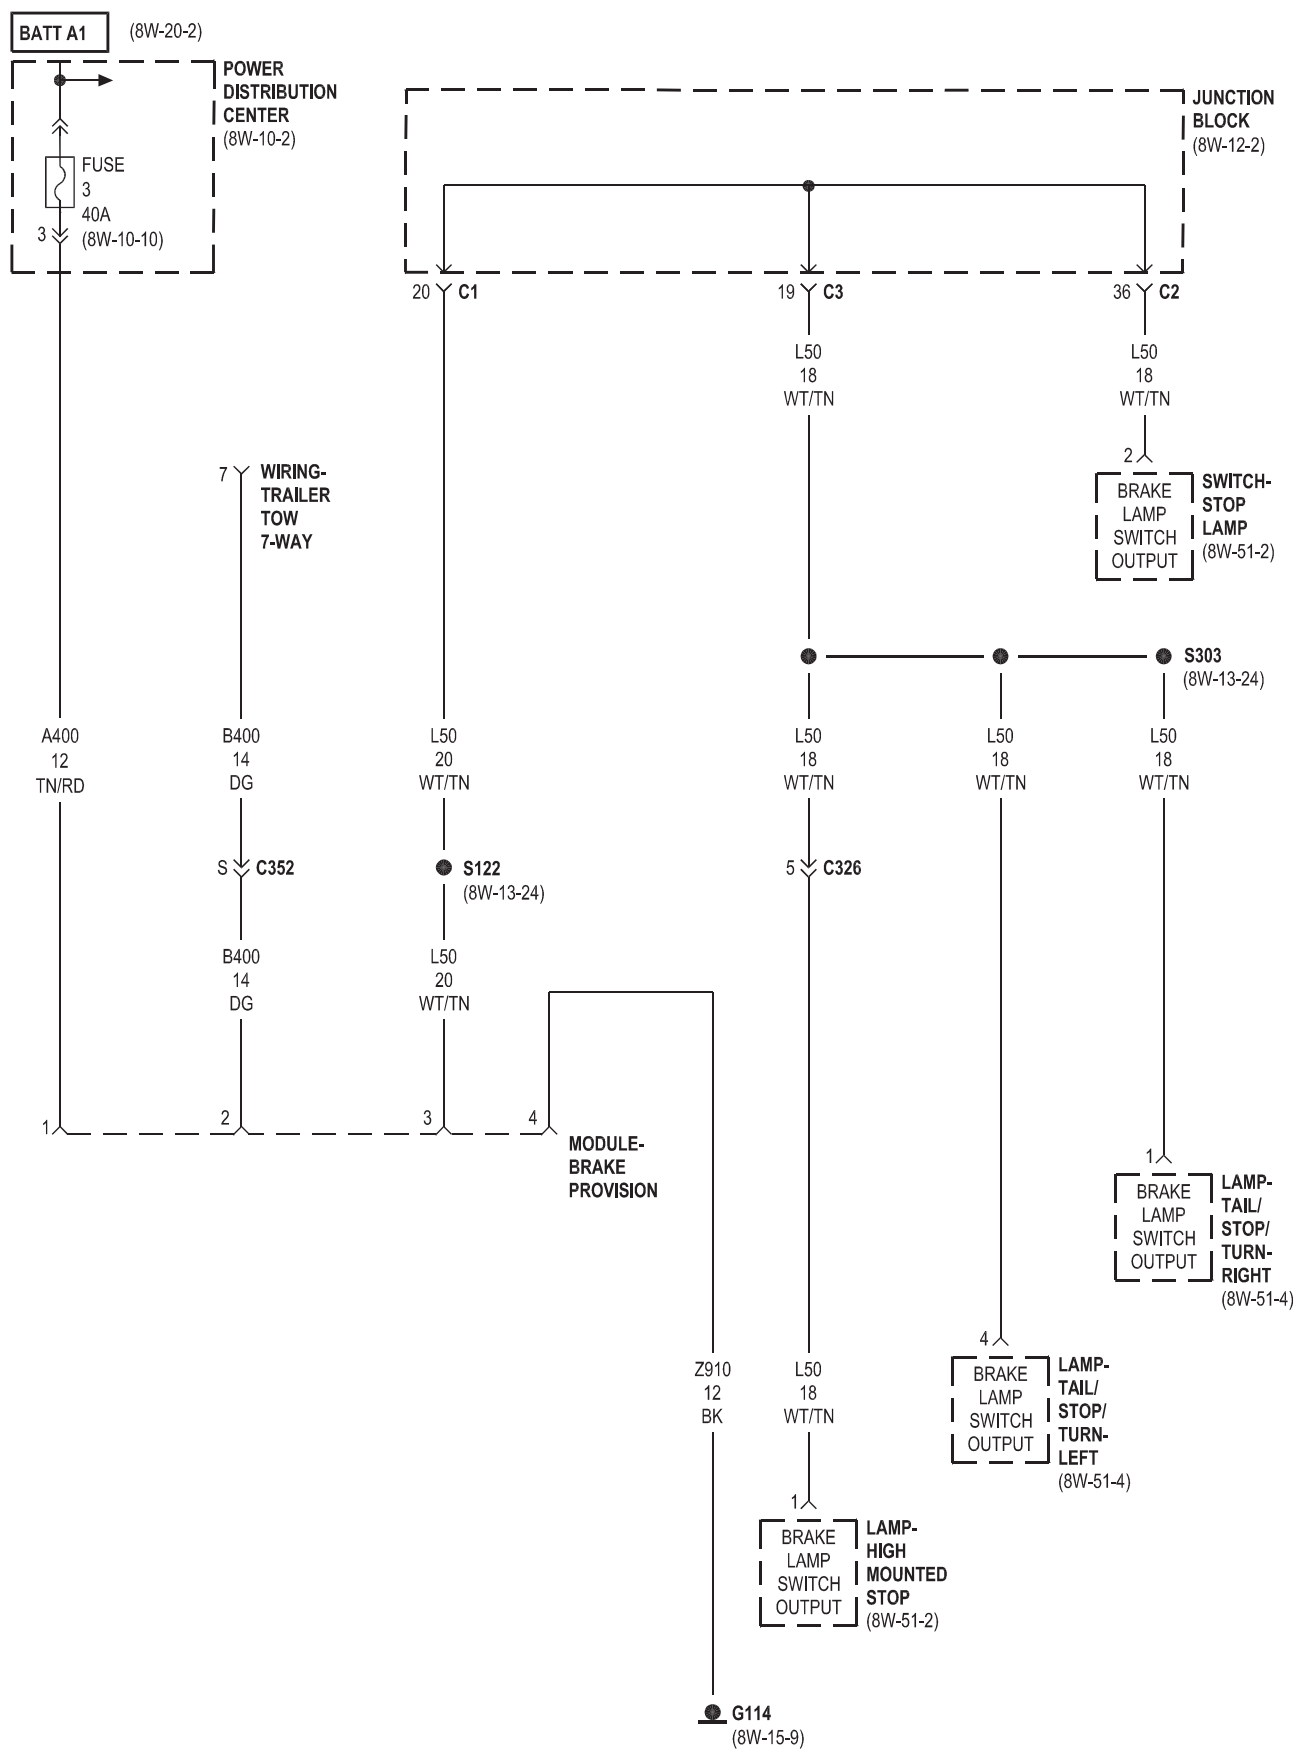 BATT A1
(8W-20-2)
POWER
DISTRIBUTION
CENTER
(8W-10-2)
FUSE
3
40A
(8W-10-10)
3
JUNCTION
BLOCK
(8W-12-2)
20 C1
19 C3
36 C2
L50
18
WT/TN
L50
18
WT/TN
2
BRAKE
LAMP
SWITCH
OUTPUT
SWITCH-
STOP
LAMP
(8W-51-2)
7
WIRING-
TRAILER
TOW
7-WAY
S303
(8W-13-24)
A400
12
TN/RD
B400
14
DG
L50
20
WT/TN
L50
18
WT/TN
L50
18
WT/TN
L50
18
WT/TN
S C352
S122
(8W-13-24)
5 C326
B400
14
DG
L50
20
WT/TN
1
2
3
4
MODULE-
BRAKE
PROVISION
1
BRAKE
LAMP
SWITCH
OUTPUT
LAMP-
TAIL/
STOP/
TURN-
RIGHT
(8W-51-4)
4
BRAKE
LAMP
SWITCH
OUTPUT
LAMP-
TAIL/
STOP/
TURN-
LEFT
(8W-51-4)
Z910
12
BK
L50
18
WT/TN
1
BRAKE
LAMP
SWITCH
OUTPUT
LAMP-
HIGH
MOUNTED
STOP
(8W-51-2)
G114
(8W-15-9)